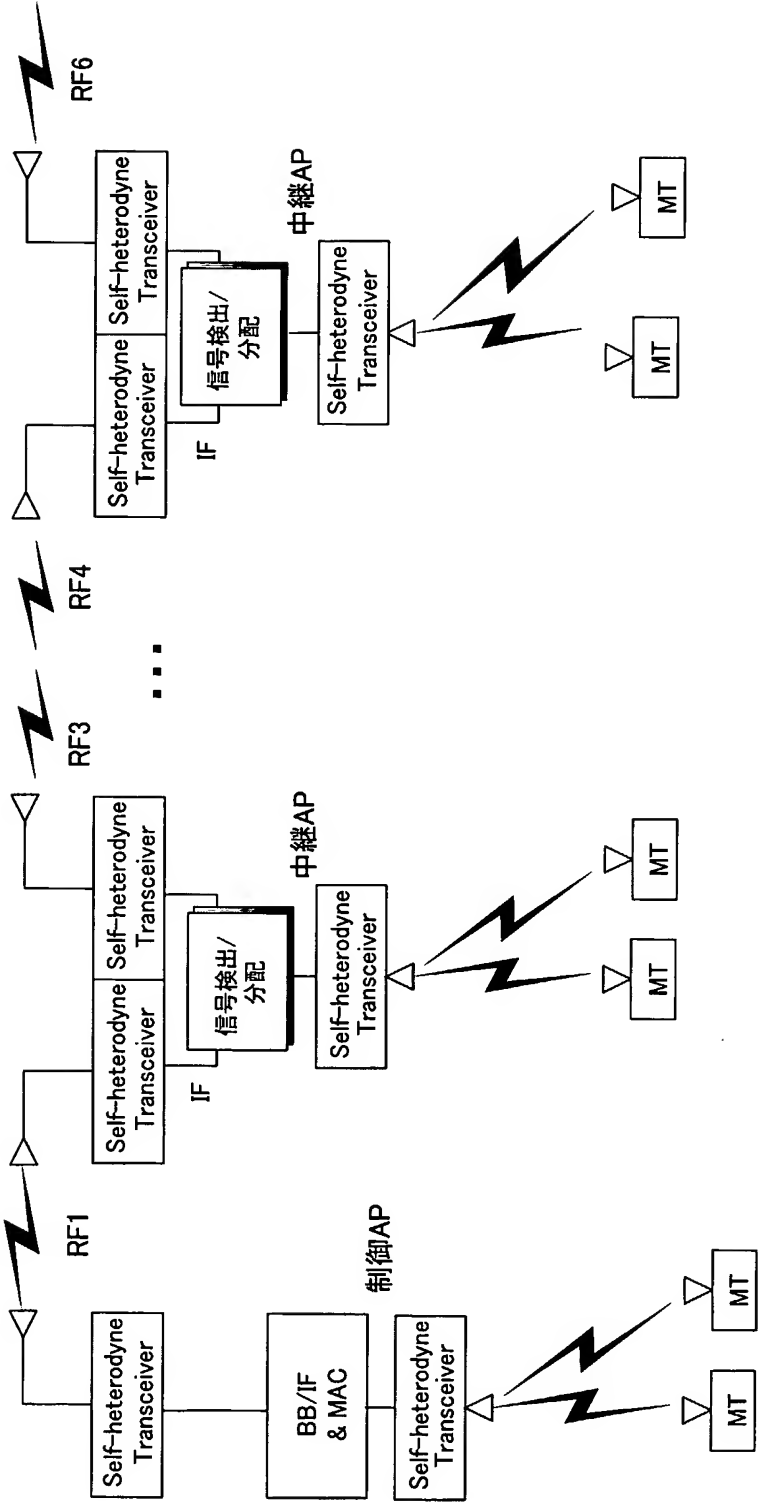 RF1
RF3
RF4
RF6
Self-heterodyne
Transceiver
BB/IF
& MAC
制御AP
Self-heterodyne
Transceiver
MT
MT
Self-heterodyne
Transceiver
Self-heterodyne
Transceiver
IF
信号検出/
分配
中継AP
Self-heterodyne
Transceiver
MT
MT
...
Self-heterodyne
Transceiver
Self-heterodyne
Transceiver
IF
信号検出/
分配
中継AP
Self-heterodyne
Transceiver
MT
MT